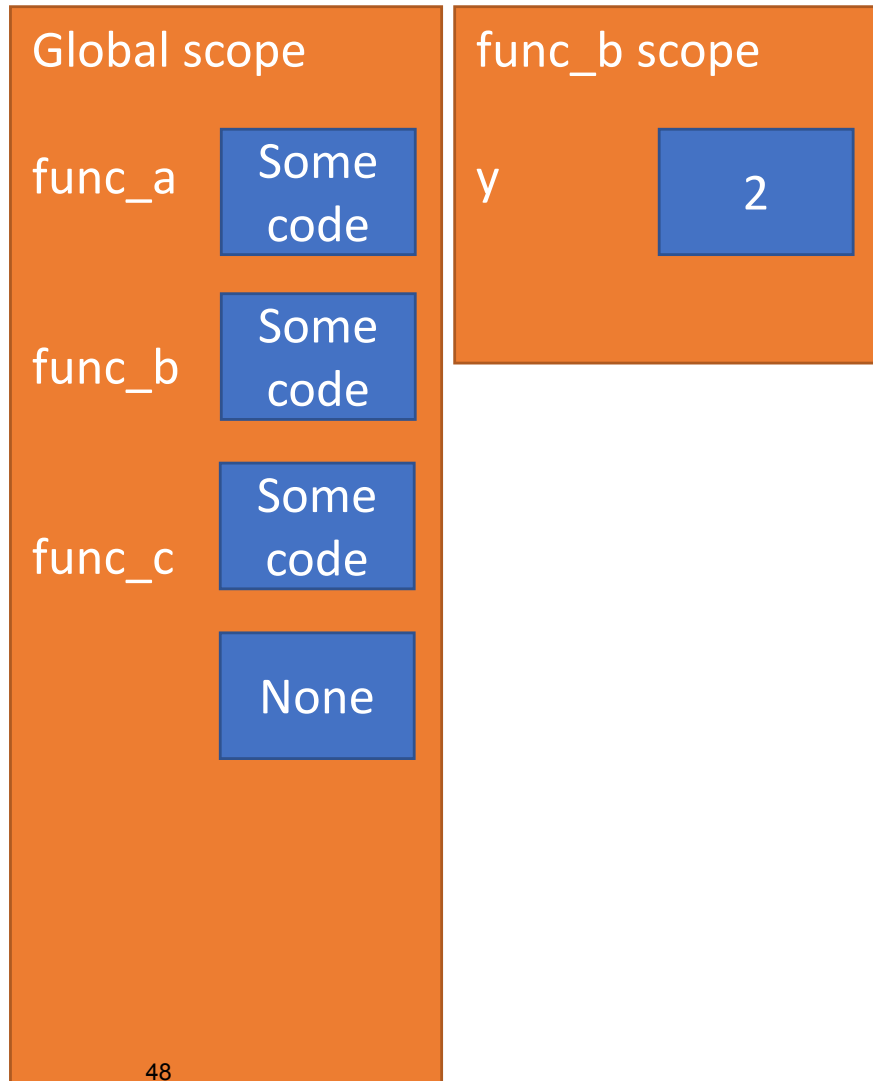 Global scope
func_a
Some
code
func_b
Some
code
func_c
Some
code
None
48
func_b scope
y
2